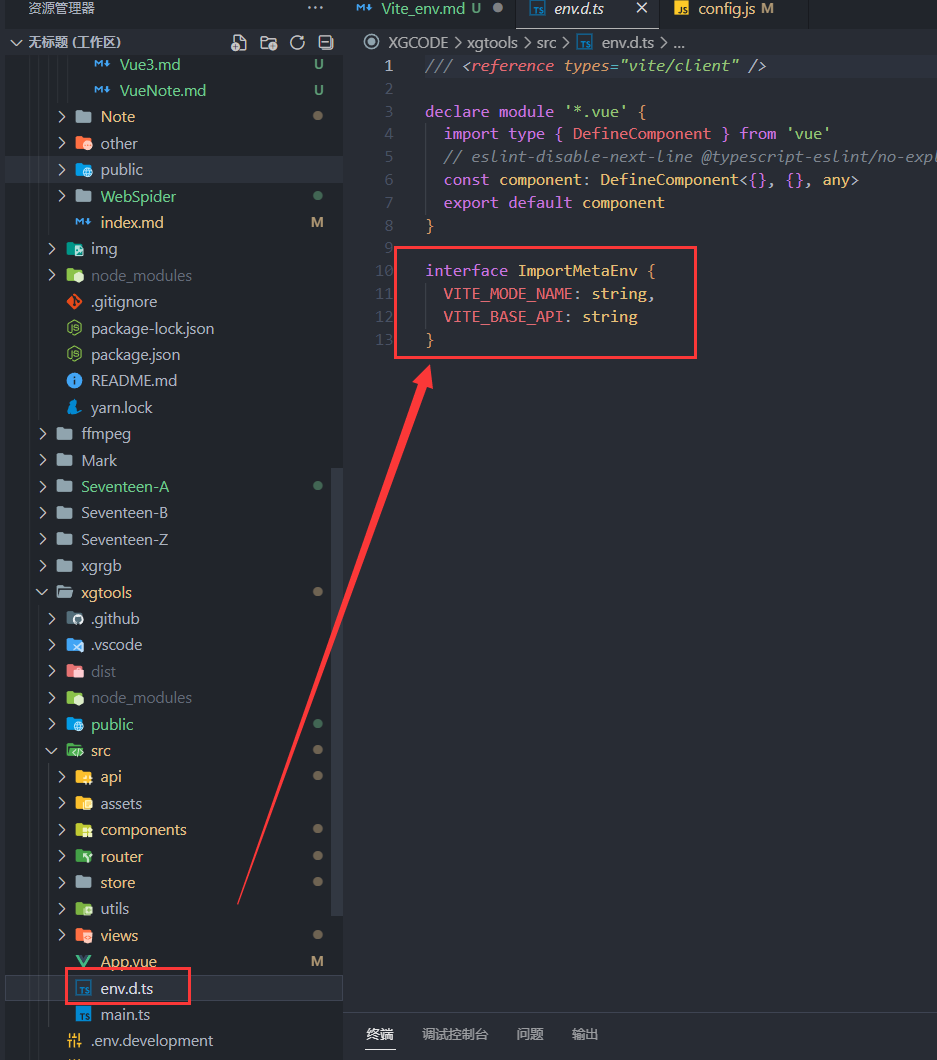 资源管理器
···
Vite_env.md U
env.d.ts
config.js M
无标题 (工作区)
XGCODE > xgtools > src > env.d.ts > ...
Vue3.md U
VueNote.md U
Note
other
public
WebSpider
index.md M
img
node_modules
.gitignore
package-lock.json
package.json
README.md
yarn.lock
ffmpeg
Mark
Seventeen-A
Seventeen-B
Seventeen-Z
xgrgb
xgtools
.github
.vscode
dist
node_modules
public
src
api
assets
components
router
store
utils
views
App.vue M
env.d.ts
main.ts
.env.development
1 /// <reference types="vite/client" />
2
3 declare module '*.vue' {
4 import type { DefineComponent } from 'vue'
5 // eslint-disable-next-line @typescript-eslint/no-expl
6 const component: DefineComponent<{}, {}, any>
7 export default component
8 }
9
10 interface ImportMetaEnv {
11 VITE_MODE_NAME: string,
12 VITE_BASE_API: string
13 }
终端 调试控制台 问题 输出